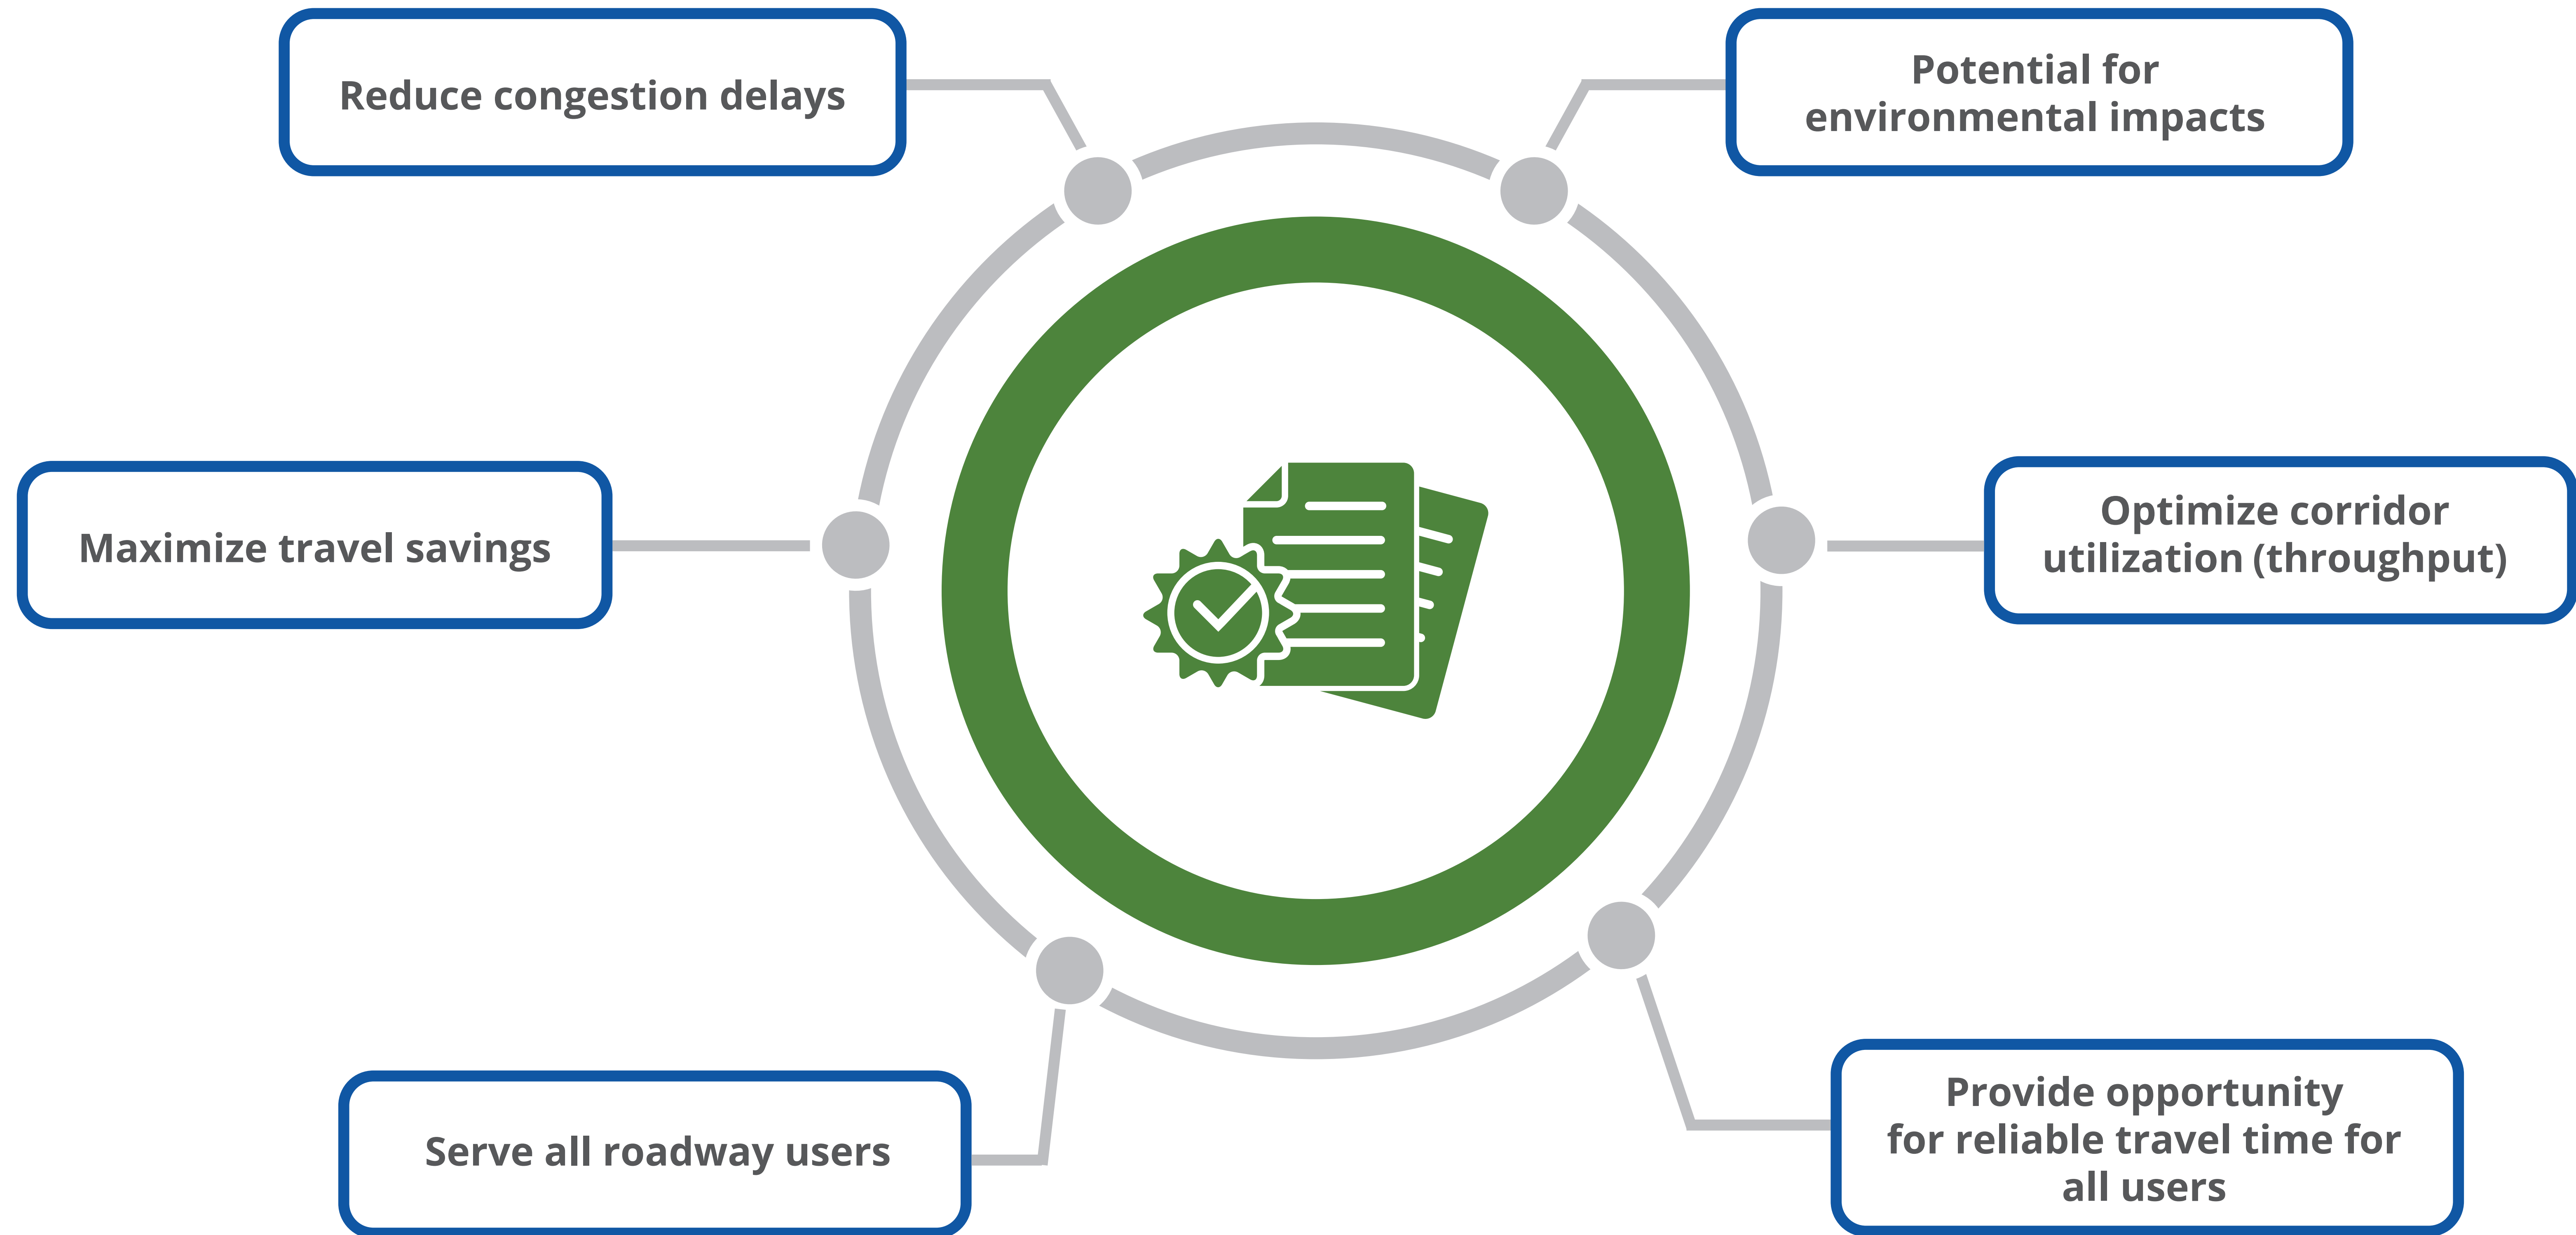 Reduce congestion delays
Potential for
environmental impacts
Maximize travel savings
Optimize corridor
utilization (throughput)
Serve all roadway users
Provide opportunity
for reliable travel time for
all users